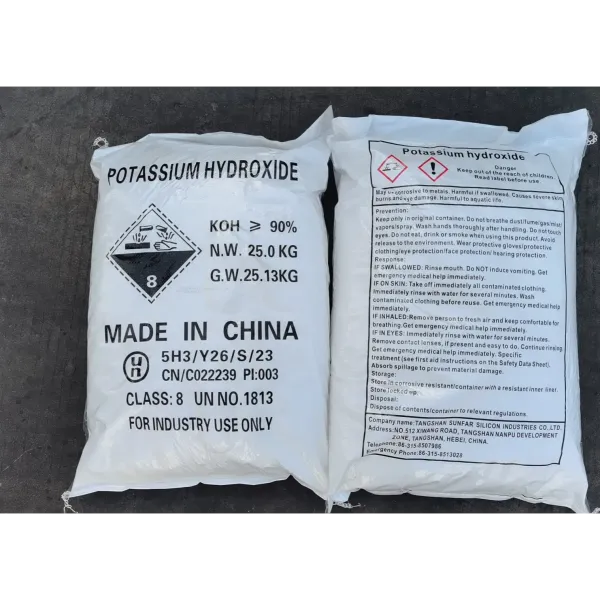 POTASSIUM HYDROXIDE
8
KOH ≥ 90%
N.W. 25.0 KG
G.W.25.13KG
MADE IN CHINA
un
5H3/Y26/S/23
CN/C022239 PI:003
CLASS: 8 UN NO.1813
FOR INDUSTRY USE ONLY
Potassium hydroxide
Danger
Keep out of the reach of children
Read label before use.
May be corrosive to metals. Harmful if swallowed. Causes severe skin
burns and eye damage. Harmful to aquatic life.
Prevention:
Keep only in original container. Do not breathe dust/fume/gas/mist/
vapors/spray. Wash hands thoroughly after handling. Do not touch
eyes. Do not eat, drink or smoke when using this product. Avoid
release to the environment. Wear protective gloves/protective
clothing/eye protection/face protection/ hearing protection.
Response:
IF SWALLOWED: Rinse mouth. Do NOT induce vomiting. Get
emergency medical help immediately.
IF ON SKIN: Take off immediately all contaminated clothing.
Immediately rinse with water for several minutes. Wash
contaminated clothing before reuse. Get emergency medical help
immediately.
IF INHALED: Remove person to fresh air and keep comfortable for
breathing. Get emergency medical help immediately.
IF IN EYES: Immediately rinse with water for several minutes.
Remove contact lenses, if present and easy to do. Continue rinsing.
Get emergency medical help immediately. Specific
treatment (see first aid instructions on the Safety Data Sheet).
Absorb spillage to prevent material damage.
Storage:
Store in corrosive resistant/container with a resistant inner liner.
Store locked up.
Disposal:
Dispose of contents/container to relevant regulations.
Company name:TANGSHAN SUNFAR SILICON INDUSTRIES CO.,LTD.
Address:NO.512 XIWANG ROAD, TANGSHAN NANPU DEVELOPMENT
ZONE, TANGSHAN, HEBEI, CHINA.
Telephone:86-315-8507986
Emergency Phone:86-315-8513028